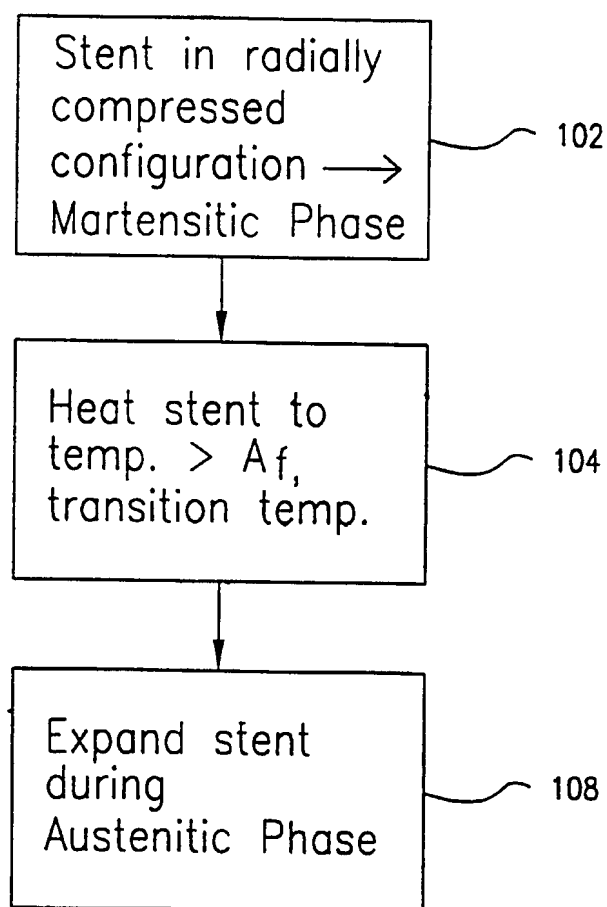 Stent in radially
compressed
configuration →
Martensitic Phase
102
Heat stent to
temp. > Af,
transition temp.
104
Expand stent
during
Austenitic Phase
108